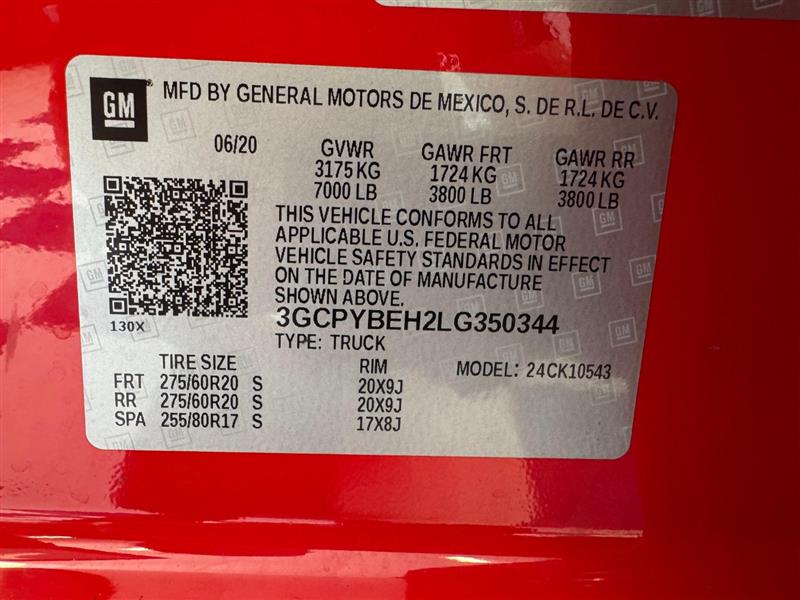 GM MFD BY GENERAL MOTORS DE MEXICO, S. DE R.L. DE C.V.
06/20 GVWR GAWR FRT GAWR RR
3175 KG 1724 KG 1724 KG
7000 LB 3800 LB 3800 LB
THIS VEHICLE CONFORMS TO ALL
APPLICABLE U.S. FEDERAL MOTOR
VEHICLE SAFETY STANDARDS IN EFFECT
ON THE DATE OF MANUFACTURE
SHOWN ABOVE.
130X
3GCPYBEH2LG350344
TYPE: TRUCK
TIRE SIZE RIM MODEL: 24CK10543
FRT 275/60R20 S 20X9J
RR 275/60R20 S 20X9J
SPA 255/80R17 S 17X8J